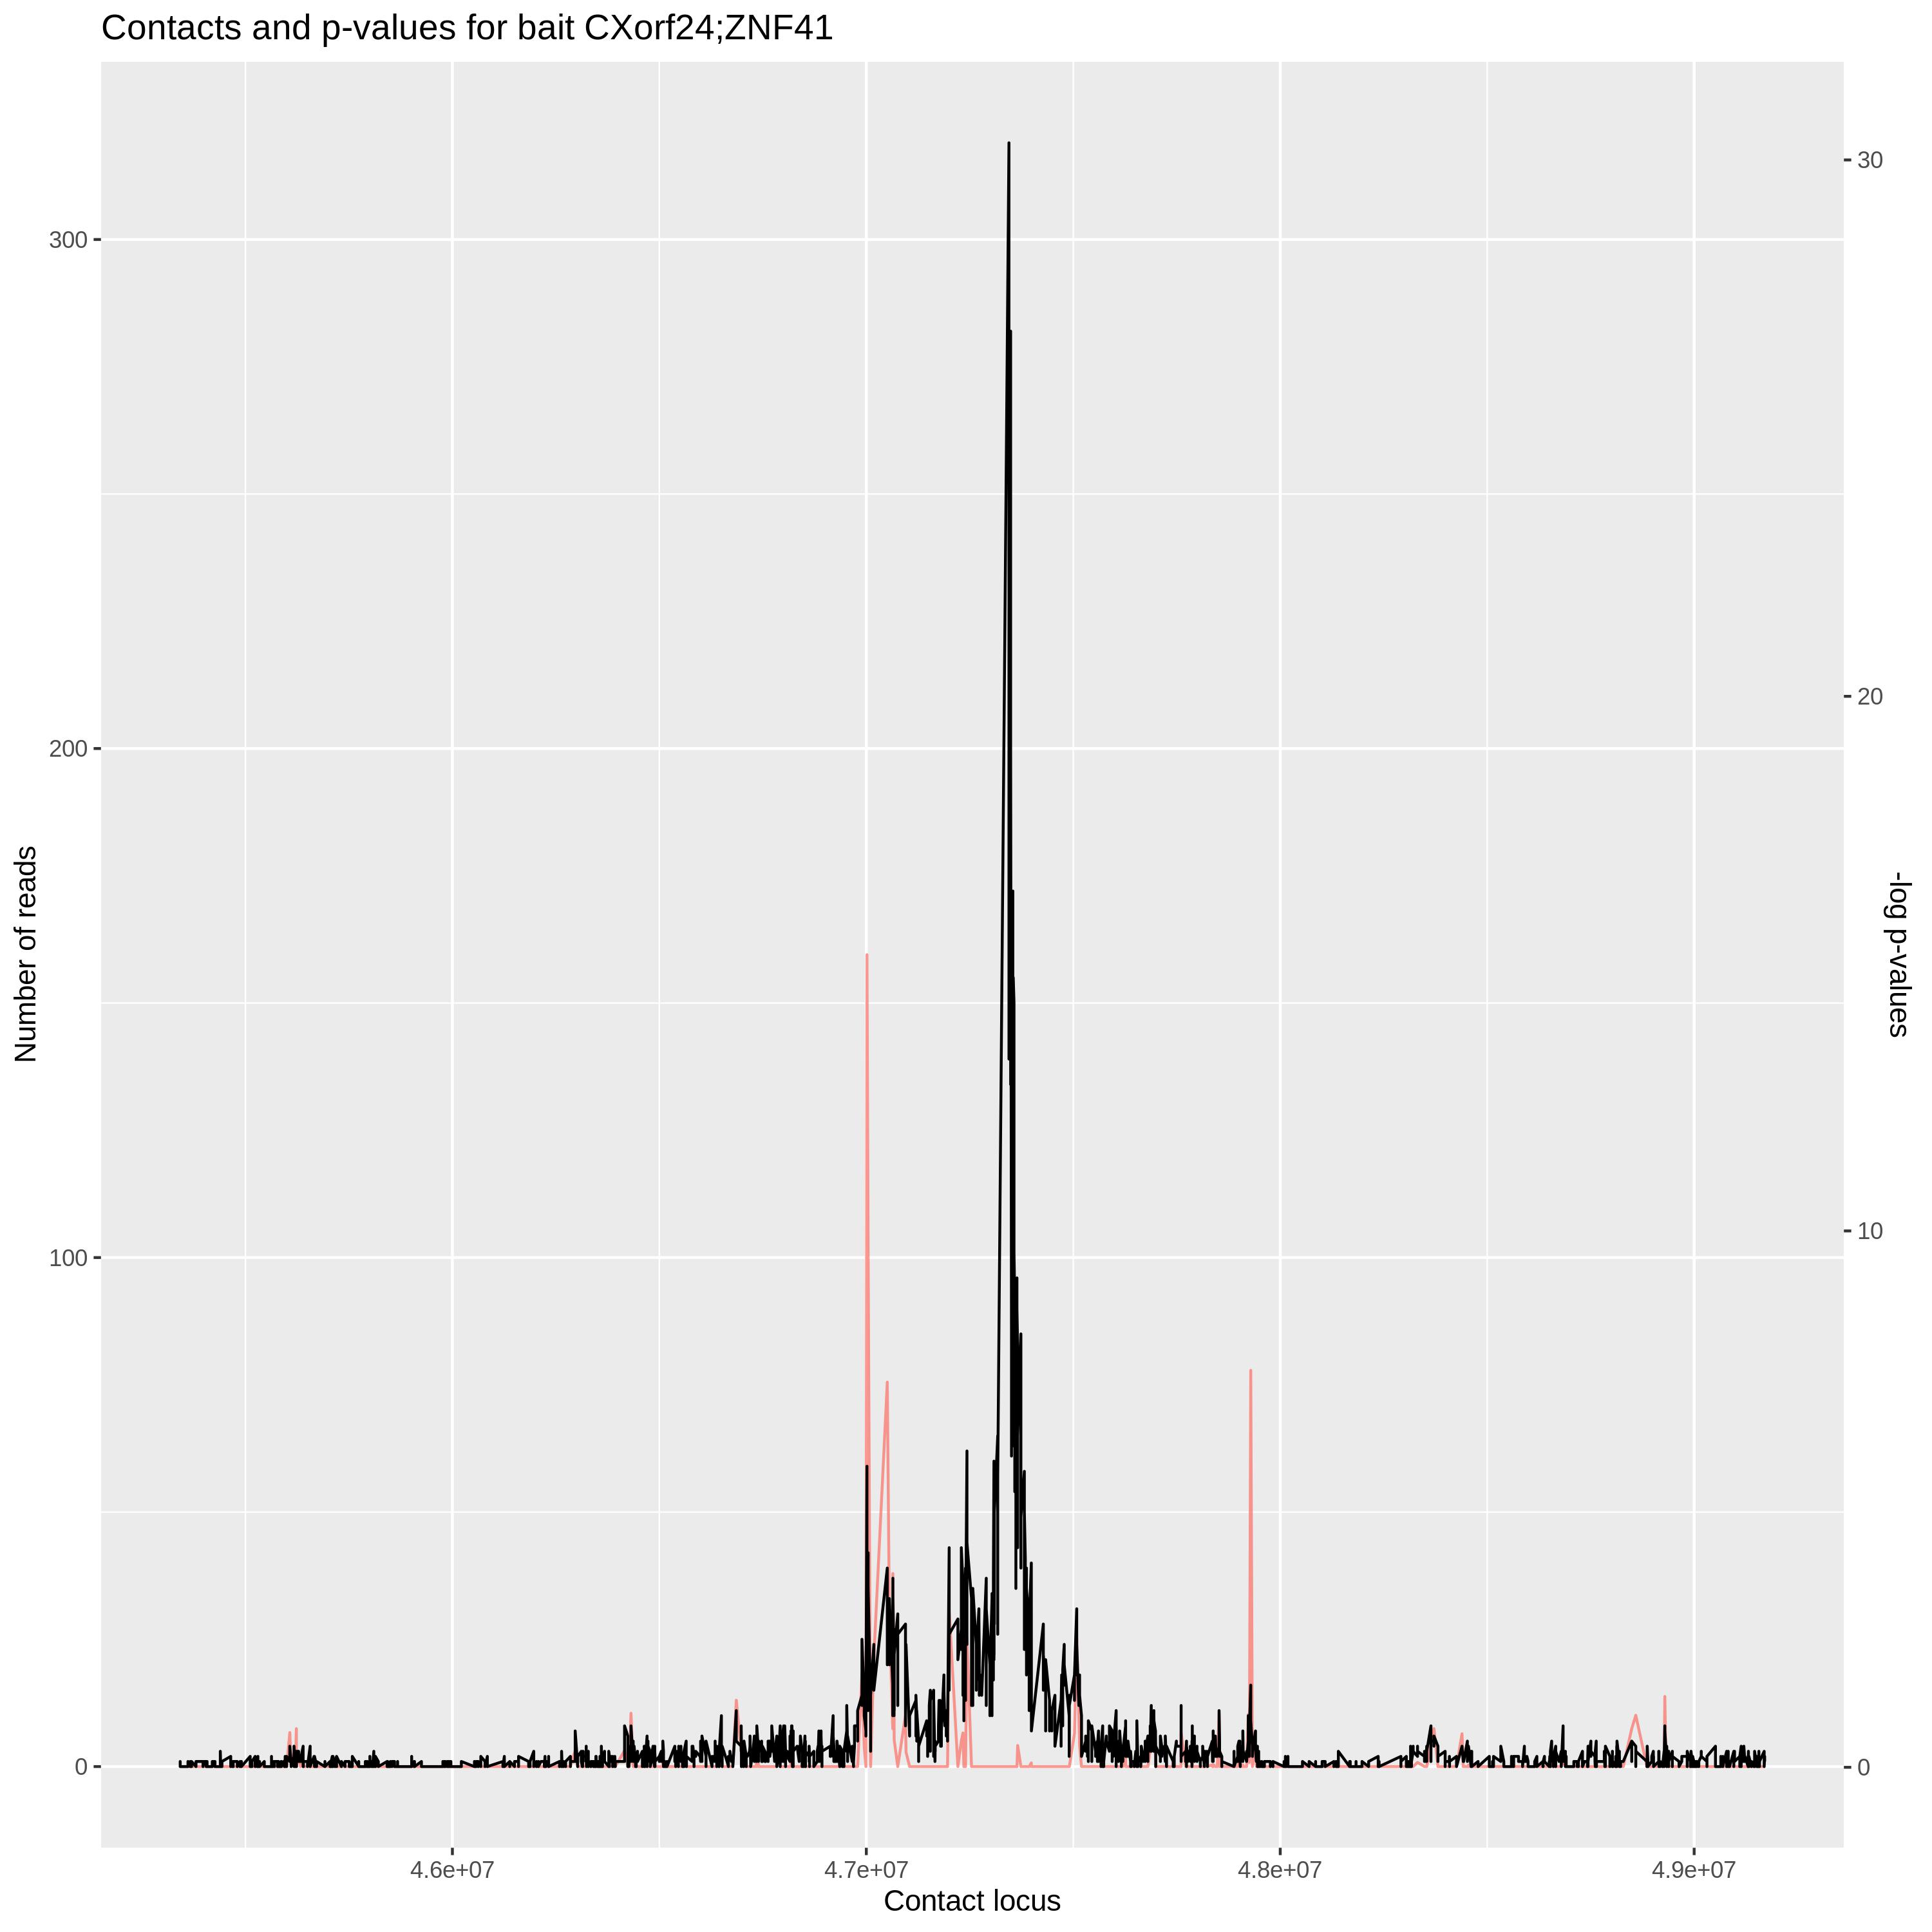 Contacts and p-values for bait CXorf24;ZNF41
300
200
100
0
Number of reads
30
20
10
0
-log p-values
4.6e+07
4.7e+07
4.8e+07
4.9e+07
Contact locus